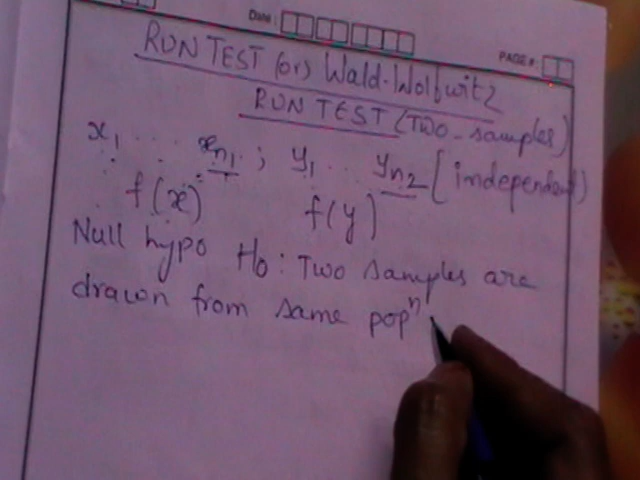 Date :
PAGE #:
RUN TEST (or) Wald-Wolfwitz
RUN TEST (Two-samples)
x1 ... xn1 ; y1 ... yn2 (independent)
f(x) f(y)
Null hypo H0 : Two samples are
drawn from same popn